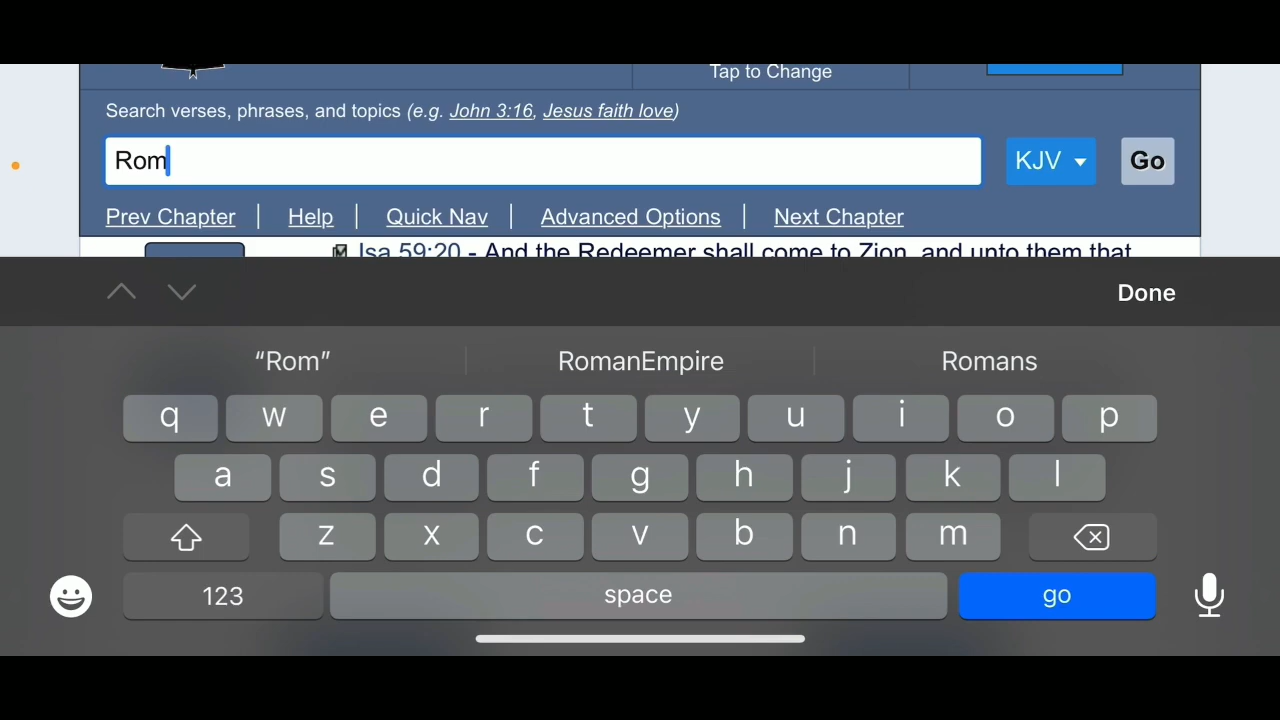 Tap to Change
Search verses, phrases, and topics (e.g. John 3:16, Jesus faith love)
Rom
KJV
Go
Prev Chapter | Help | Quick Nav | Advanced Options | Next Chapter
Isa 59:20 - And the Redeemer shall come to Zion, and unto them that
Done
“Rom”
RomanEmpire
Romans
q w e r t y u i o p
a s d f g h j k l
z x c v b n m
123
space
go